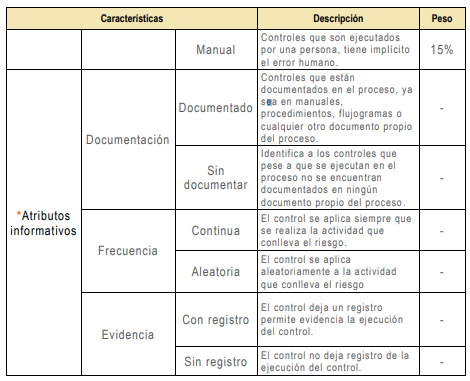 Características Descripción Peso
Manual
Controles que son ejecutados
por una persona, tiene implícito
el error humano.
15%
*Atributos
informativos
Documentación
Documentado
Controles que están
documentados en el proceso, ya
sea en manuales,
procedimientos, flujogramas o
cualquier otro documento propio
del proceso.
-
Sin
documentar
Identifica a los controles que
pese a que se ejecutan en el
proceso no se encuentran
documentados en ningún
documento propio del proceso.
-
Frecuencia
Continua
El control se aplica siempre que
se realiza la actividad que
conlleva el riesgo.
-
Aleatoria
El control se aplica
aleatoriamente a la actividad
que conlleva el riesgo
-
Evidencia
Con registro
El control deja un registro
permite evidencia la ejecución
del control.
-
Sin registro
El control no deja registro de la
ejecución del control.
-